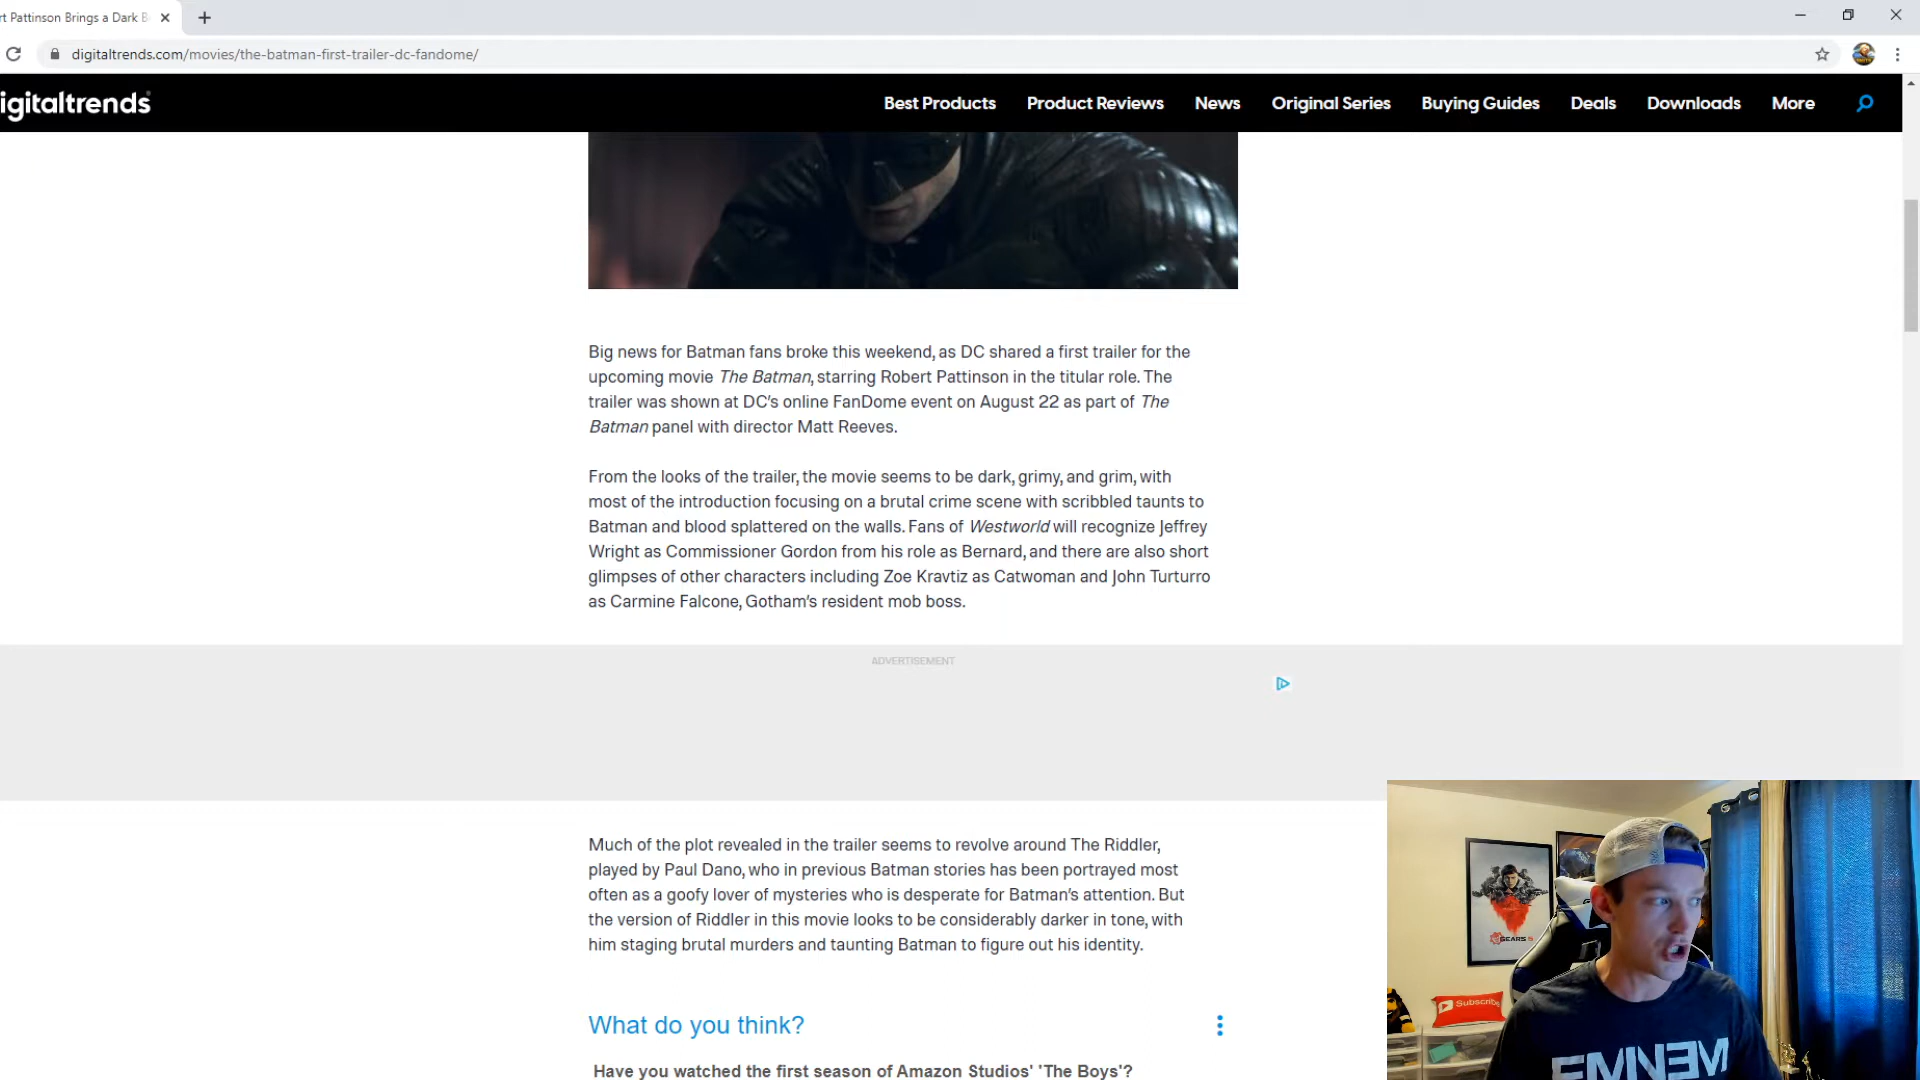 rt Pattinson Brings a Dark B
digitaltrends.com/movies/the-batman-first-trailer-dc-fandome/
igitaltrends
Best Products Product Reviews News Original Series Buying Guides Deals Downloads More
Big news for Batman fans broke this weekend, as DC shared a first trailer for the
upcoming movie The Batman, starring Robert Pattinson in the titular role. The
trailer was shown at DC's online FanDome event on August 22 as part of The
Batman panel with director Matt Reeves.
From the looks of the trailer, the movie seems to be dark, grimy, and grim, with
most of the introduction focusing on a brutal crime scene with scribbled taunts to
Batman and blood splattered on the walls. Fans of Westworld will recognize Jeffrey
Wright as Commissioner Gordon from his role as Bernard, and there are also short
glimpses of other characters including Zoe Kravtiz as Catwoman and John Turturro
as Carmine Falcone, Gotham's resident mob boss.
ADVERTISEMENT
Much of the plot revealed in the trailer seems to revolve around The Riddler,
played by Paul Dano, who in previous Batman stories has been portrayed most
often as a goofy lover of mysteries who is desperate for Batman's attention. But
the version of Riddler in this movie looks to be considerably darker in tone, with
him staging brutal murders and taunting Batman to figure out his identity.
What do you think?
Have you watched the first season of Amazon Studios' 'The Boys'?
GEARS 5
Subscribe
EMINEM